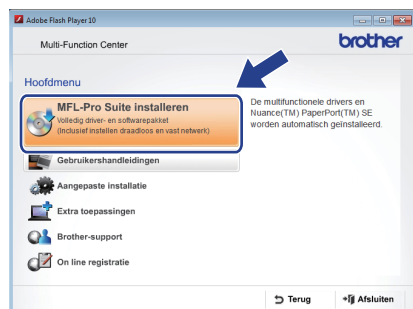 Adobe Flash Player 10
Multi-Function Center
brother
Hoofdmenu
MFL-Pro Suite installeren
Volledig driver- en softwarepakket
(Inclusief instellen draadloos en vast netwerk)
De multifunctionele drivers en
Nuance(TM) PaperPort(TM) SE
worden automatisch geïnstalleerd.
Gebruikershandleidingen
Aangepaste installatie
Extra toepassingen
Brother-support
On line registratie
Terug
Afsluiten